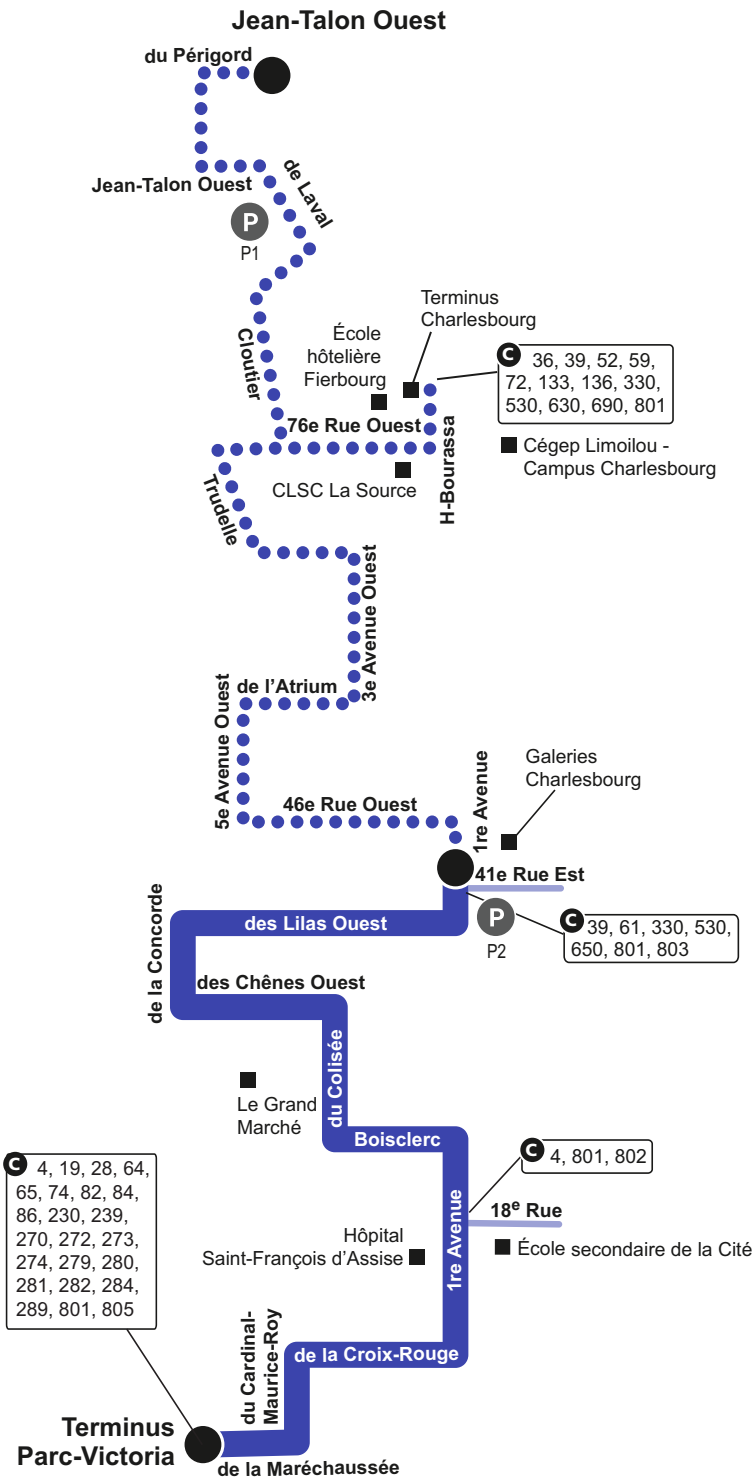 Jean-Talon Ouest
du Périgord
Jean-Talon Ouest
de Laval
P
P1
Cloutier
Terminus
Charlesbourg
École
hôtelière
Fierbourg
C 36, 39, 52, 59,
72, 133, 136, 330,
530, 630, 690, 801
76e Rue Ouest
H-Bourassa
Cégep Limoilou -
Campus Charlesbourg
CLSC La Source
Trudelle
3e Avenue Ouest
de l'Atrium
5e Avenue Ouest
46e Rue Ouest
1re Avenue
Galeries
Charlesbourg
41e Rue Est
P
P2
C 39, 61, 330, 530,
650, 801, 803
des Lilas Ouest
de la Concorde
des Chênes Ouest
du Colisée
Le Grand
Marché
Boisclerc
C 4, 801, 802
18e Rue
1re Avenue
École secondaire de la Cité
Hôpital
Saint-François d'Assise
C 4, 19, 28, 64,
65, 74, 82, 84,
86, 230, 239,
270, 272, 273,
274, 279, 280,
281, 282, 284,
289, 801, 805
de la Croix-Rouge
du Cardinal-
Maurice-Roy
Terminus
Parc-Victoria
de la Maréchaussée